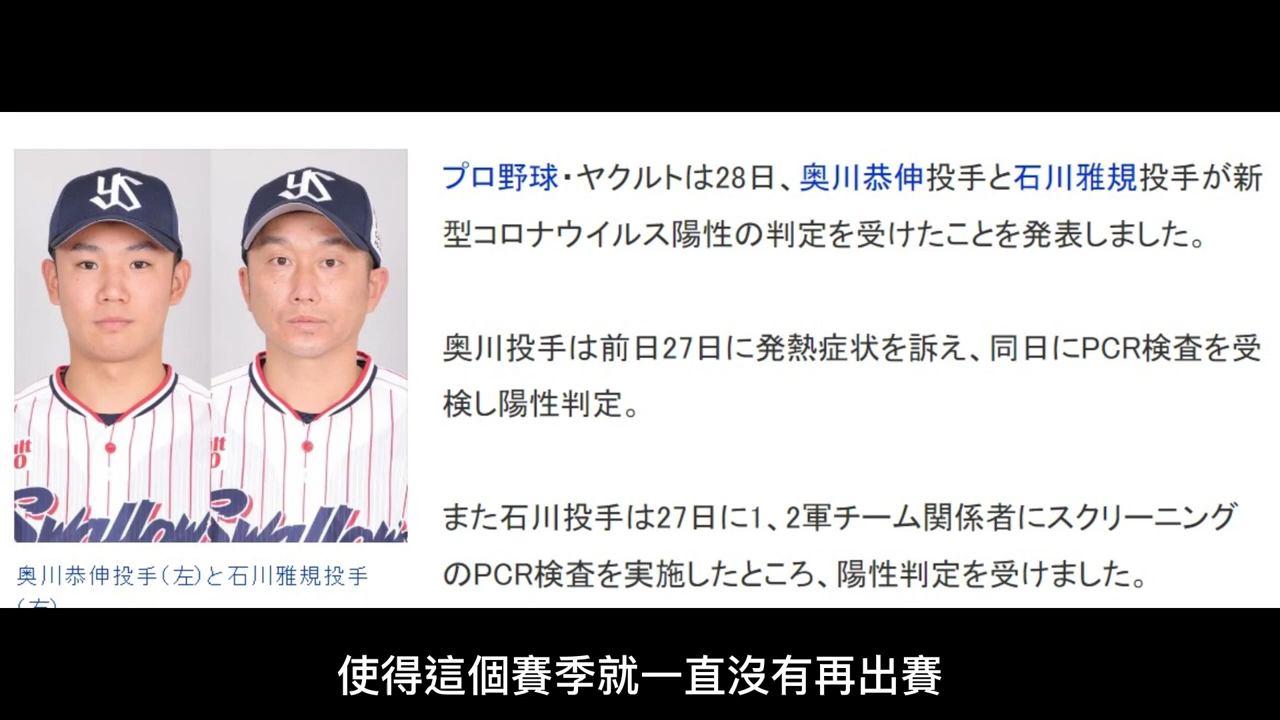 プロ野球・ヤクルトは28日、奥川恭伸投手と石川雅規投手が新
型コロナウイルス陽性の判定を受けたことを発表しました。
奥川投手は前日27日に発熱症状を訴え、同日にPCR検査を受
検し陽性判定。
また石川投手は27日に1、2軍チーム関係者にスクリーニング
のPCR検査を実施したところ、陽性判定を受けました。
YS
YS
Swallows
Swallows
奥川恭伸投手(左)と石川雅規投手
(右)
使得這個賽季就一直沒有再出賽